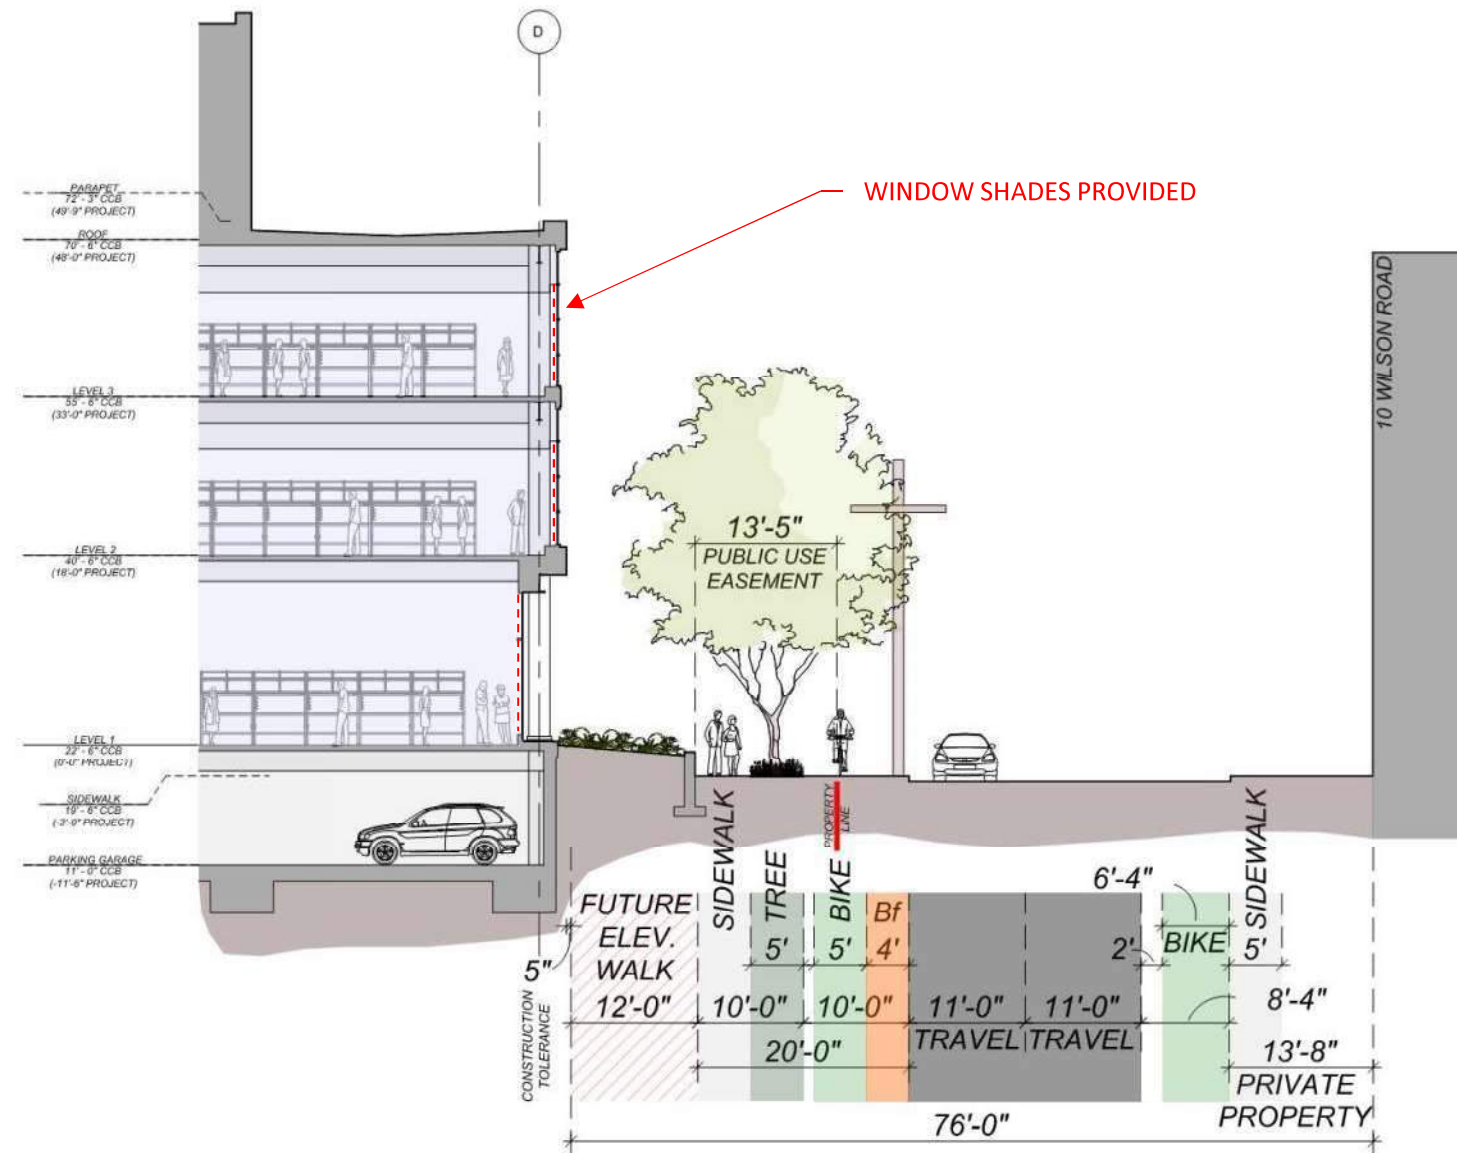 D
WINDOW SHADES PROVIDED
PARAPET
72' - 3" CCB
(49'-9" PROJECT)
ROOF
70' - 6" CCB
(48'-0" PROJECT)
10 WILSON ROAD
LEVEL 3
55' - 6" CCB
(33'-0" PROJECT)
13'-5"
PUBLIC USE
EASEMENT
LEVEL 2
40' - 6" CCB
(18'-0" PROJECT)
LEVEL 1
22' - 6" CCB
(0'-0" PROJECT)
SIDEWALK
19' - 6" CCB
(-3'-0" PROJECT)
PARKING GARAGE
11' - 0" CCB
(-11'-6" PROJECT)
PROPERTY
LINE
SIDEWALK
TREE
5'
BIKE
5'
Bf
4'
6'-4"
2'
BIKE
SIDEWALK
5'
FUTURE
ELEV.
WALK
5"
CONSTRUCTION
TOLERANCE
12'-0"
10'-0"
10'-0"
11'-0"
11'-0"
8'-4"
TRAVEL
TRAVEL
20'-0"
13'-8"
PRIVATE
PROPERTY
76'-0"